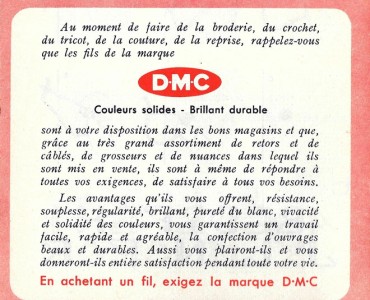 Au moment de faire de la broderie, du crochet,
du tricot, de la couture, de la reprise, rappelez-vous
que les fils de la marque
D·M·C
Couleurs solides - Brillant durable
sont à votre disposition dans les bons magasins et que,
grâce au très grand assortiment de retors et de
câblés, de grosseurs et de nuances dans lequel ils
sont mis en vente, ils sont à même de répondre à
toutes vos exigences, de satisfaire à tous vos besoins.
Les avantages qu'ils vous offrent, résistance,
souplesse, régularité, brillant, pureté du blanc, vivacité
et solidité des couleurs, vous garantissent un travail
facile, rapide et agréable, la confection d'ouvrages
beaux et durables. Aussi vous plairont-ils et vous
donneront-ils entière satisfaction pendant toute votre vie.
En achetant un fil, exigez la marque D·M·C